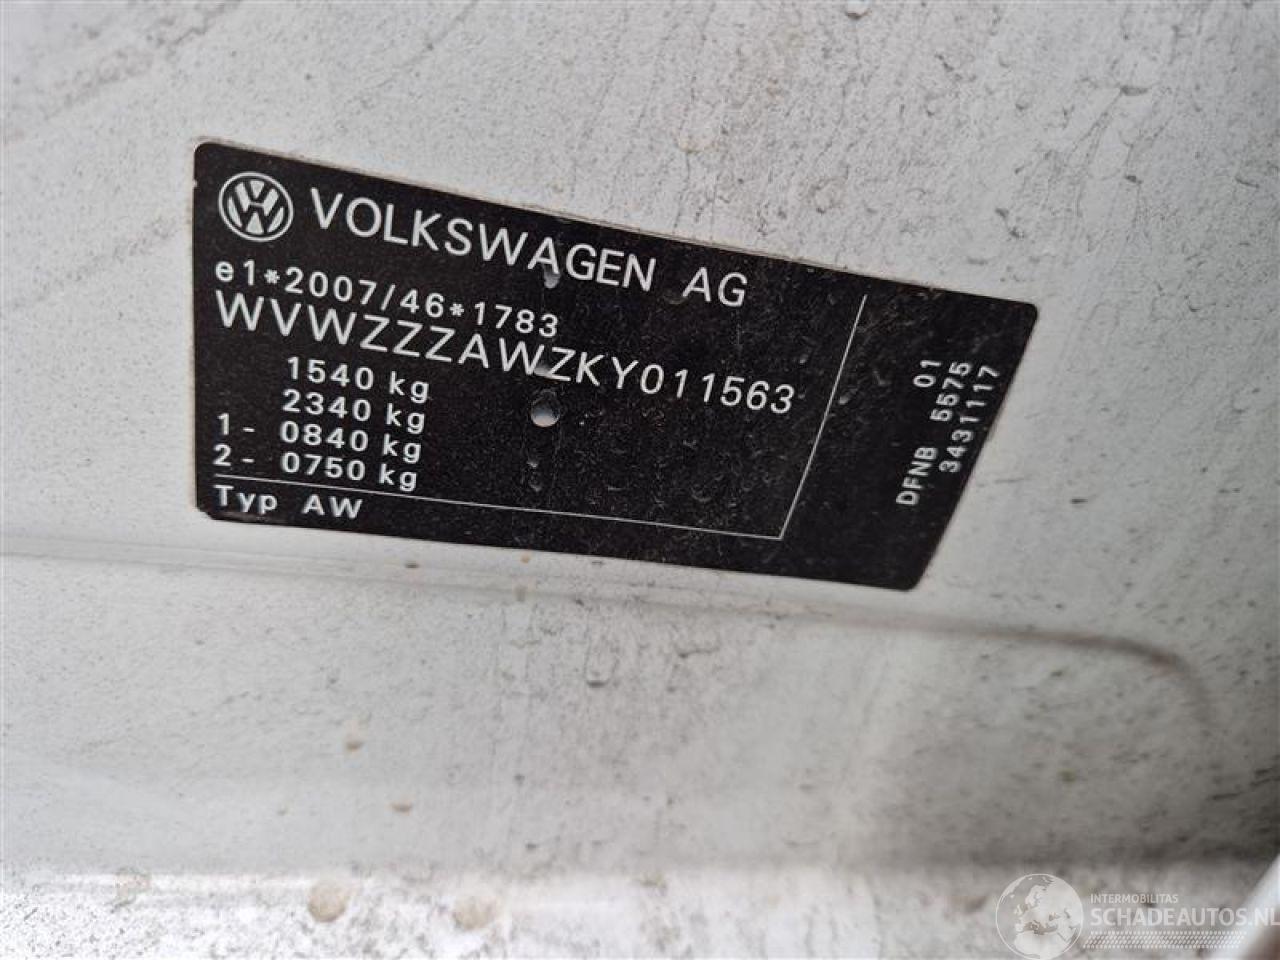 VOLKSWAGEN AG
e1*2007/46*1783
WVWZZZAWZKY011563
1540 kg
2340 kg
1- 0840 kg
2- 0750 kg
Typ AW
DFNB 5575 01
3431117
INTERMOBILITAS
SCHADEAUTOS.NL